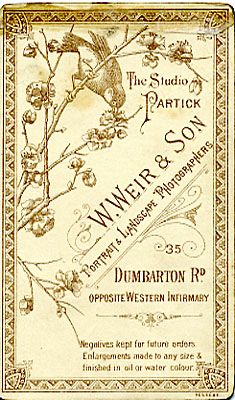 The Studio
PARTICK
W. WEIR & SON
PORTRAIT & LANDSCAPE PHOTOGRAPHERS
35
DUMBARTON RD
OPPOSITE WESTERN INFIRMARY
Negatives kept for future orders
Enlargements made to any size &
finished in oil or water colour.